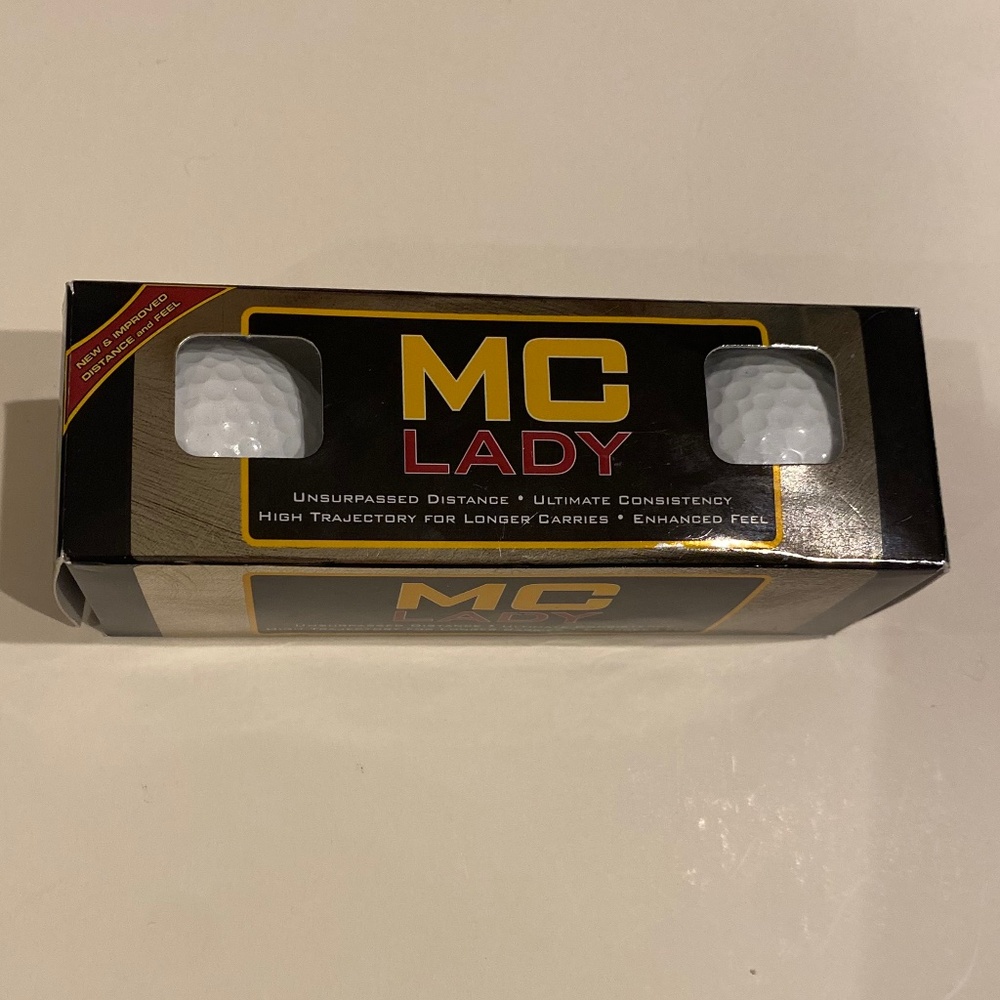 NEW & IMPROVED
DISTANCE and FEEL
MC
LADY
UNSURPASSED DISTANCE • ULTIMATE CONSISTENCY
HIGH TRAJECTORY FOR LONGER CARRIES • ENHANCED FEEL
MC
LADY